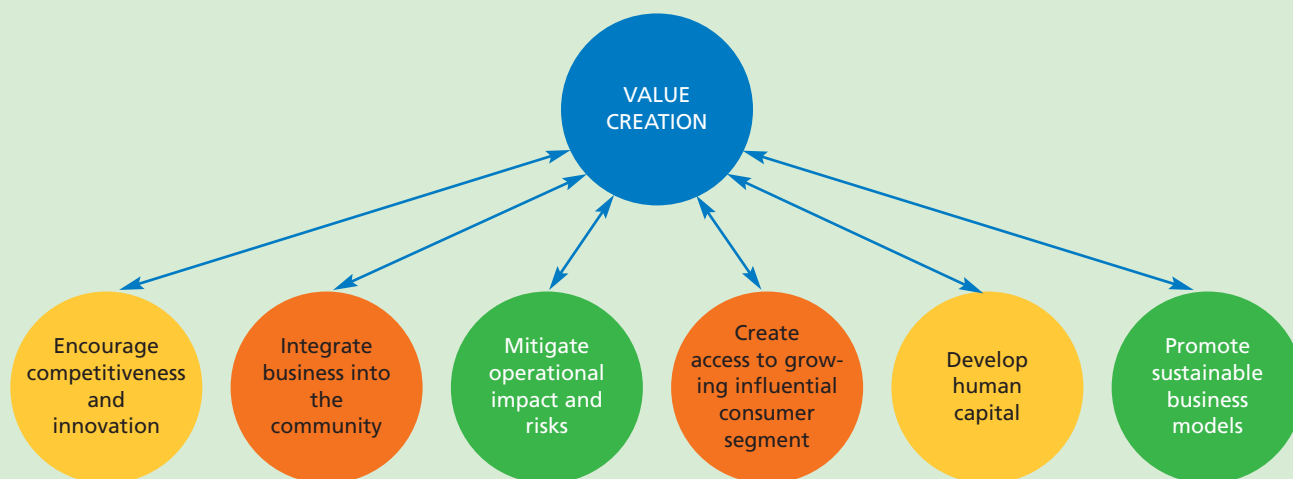 VALUE
CREATION
Encourage
competitiveness
and
innovation
Integrate
business into
the
community
Mitigate
operational
impact and
risks
Create
access to grow-
ing influential
consumer
segment
Develop
human
capital
Promote
sustainable
business
models